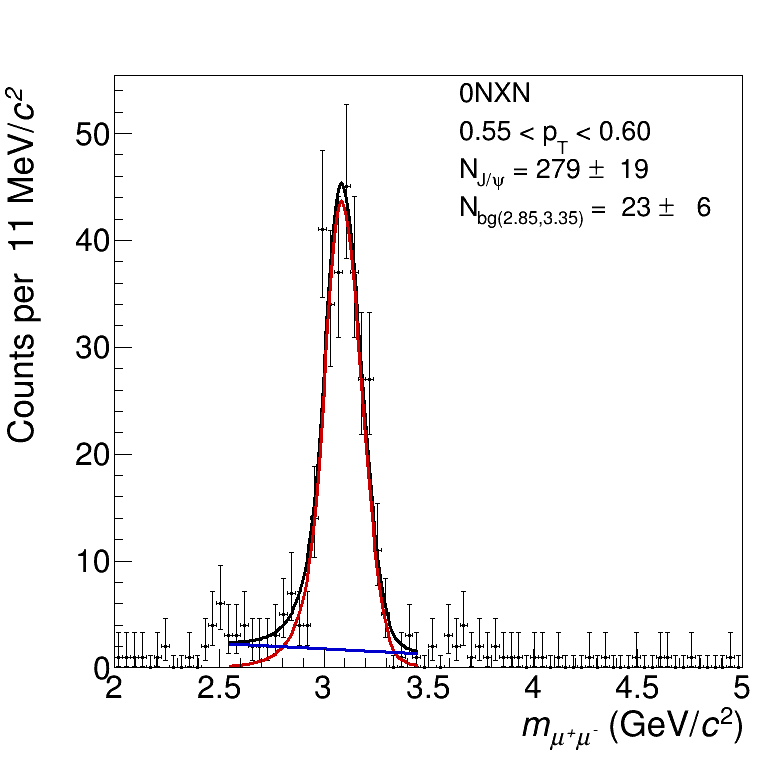 Counts per 11 MeV/c²
50
40
30
20
10
0
0NXN
0.55 < p_T < 0.60
N_J/ψ = 279 ± 19
N_bg(2.85,3.35) = 23 ± 6
2 2.5 3 3.5 4 4.5 5
m_μ⁺μ⁻ (GeV/c²)